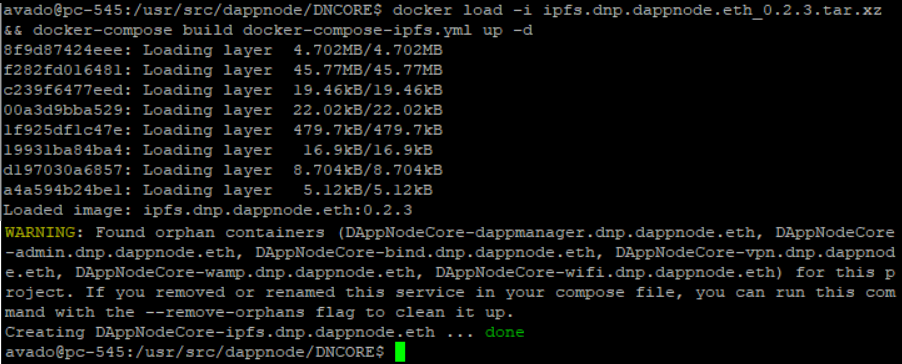 avado@pc-545:/usr/src/dappnode/DNCORE$ docker load -i ipfs.dnp.dappnode.eth_0.2.3.tar.xz
&& docker-compose build docker-compose-ipfs.yml up -d
8f9d87424eee: Loading layer  4.702MB/4.702MB
f282fd016481: Loading layer  45.77MB/45.77MB
c239f6477eed: Loading layer  19.46kB/19.46kB
00a3d9bba529: Loading layer  22.02kB/22.02kB
1f925df1c47e: Loading layer  479.7kB/479.7kB
19931ba84ba4: Loading layer   16.9kB/16.9kB
d197030a6857: Loading layer  8.704kB/8.704kB
a4a594b24be1: Loading layer   5.12kB/5.12kB
Loaded image: ipfs.dnp.dappnode.eth:0.2.3
WARNING: Found orphan containers (DAppNodeCore-dappmanager.dnp.dappnode.eth, DAppNodeCore
-admin.dnp.dappnode.eth, DAppNodeCore-bind.dnp.dappnode.eth, DAppNodeCore-vpn.dnp.dappnod
e.eth, DAppNodeCore-wamp.dnp.dappnode.eth, DAppNodeCore-wifi.dnp.dappnode.eth) for this p
roject. If you removed or renamed this service in your compose file, you can run this com
mand with the --remove-orphans flag to clean it up.
Creating DAppNodeCore-ipfs.dnp.dappnode.eth ... done
avado@pc-545:/usr/src/dappnode/DNCORE$